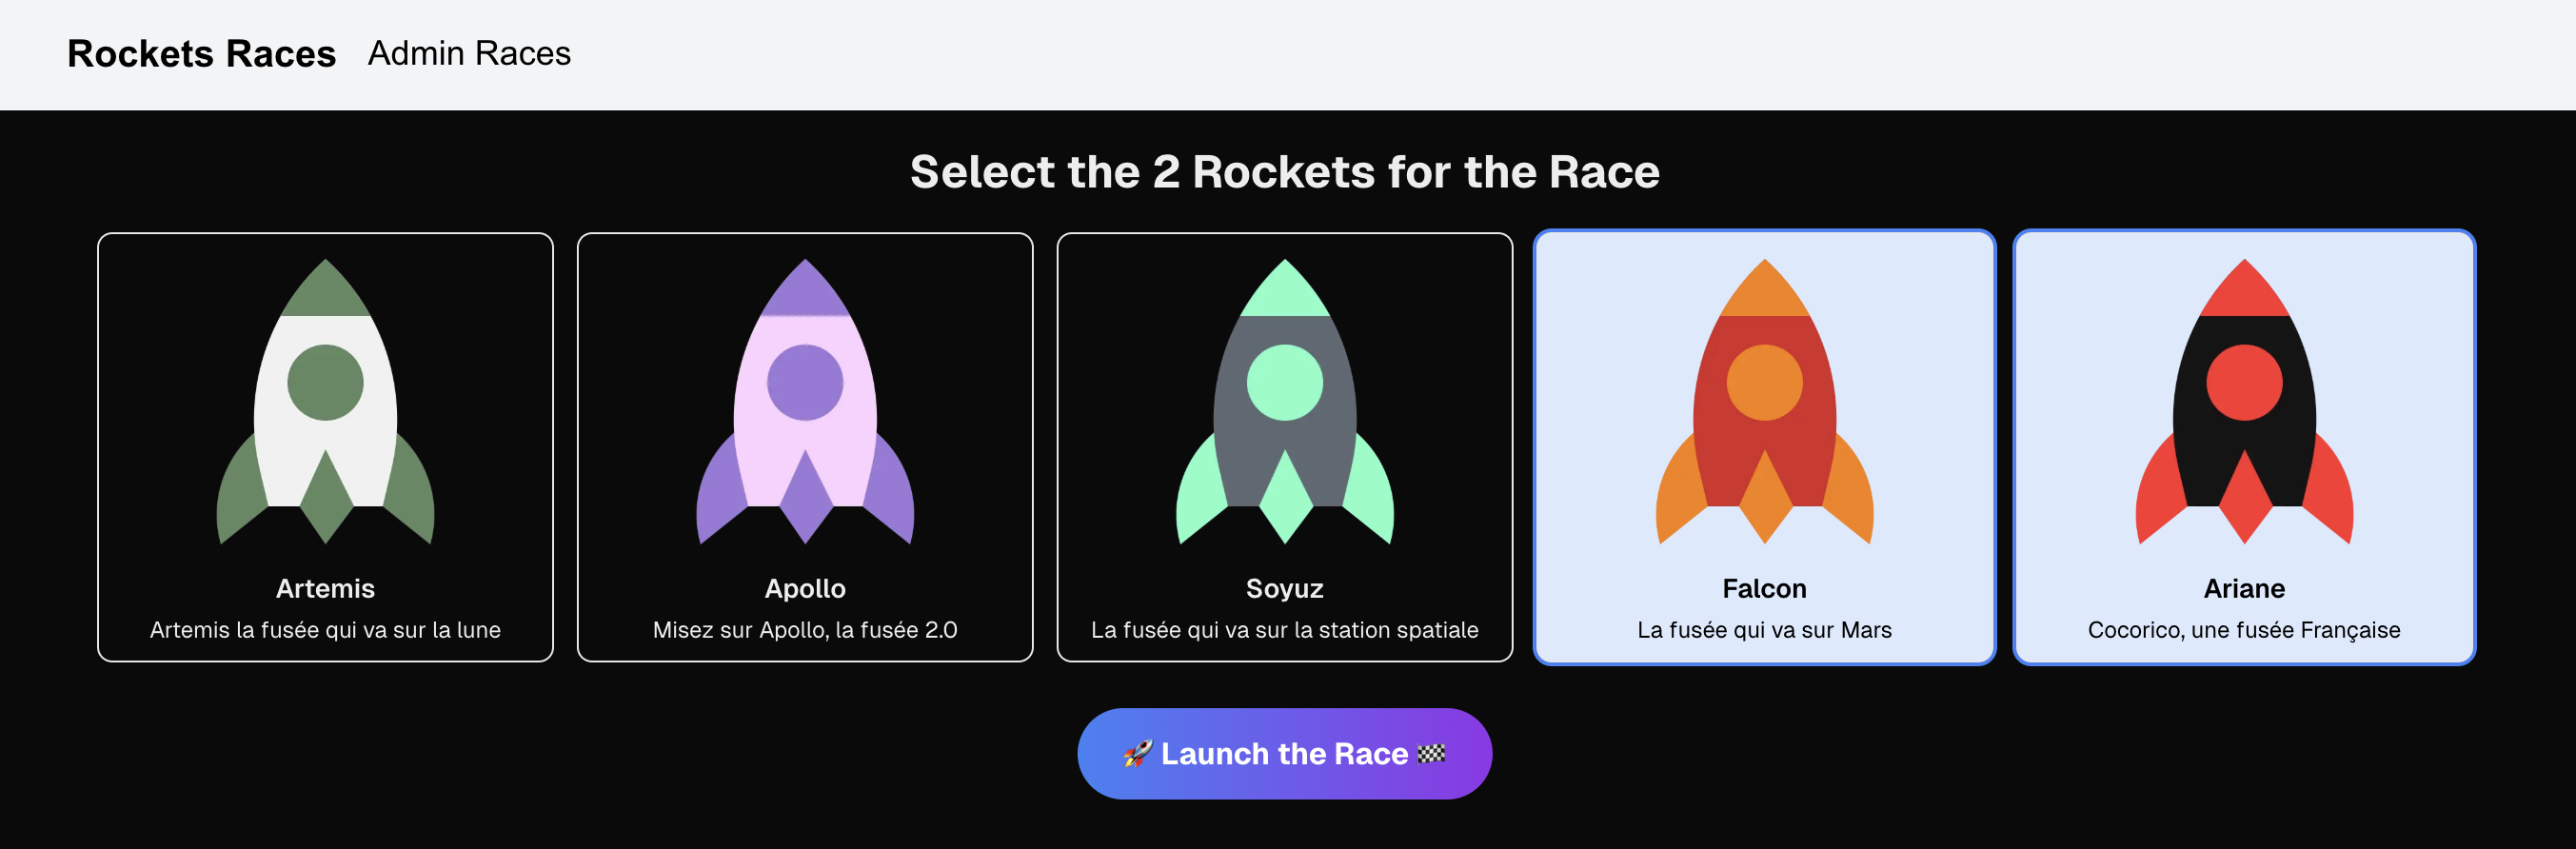 Rockets Races Admin Races
Select the 2 Rockets for the Race
Artemis
Artemis la fusée qui va sur la lune
Apollo
Misez sur Apollo, la fusée 2.0
Soyuz
La fusée qui va sur la station spatiale
Falcon
La fusée qui va sur Mars
Ariane
Cocorico, une fusée Française
🚀 Launch the Race 🏁